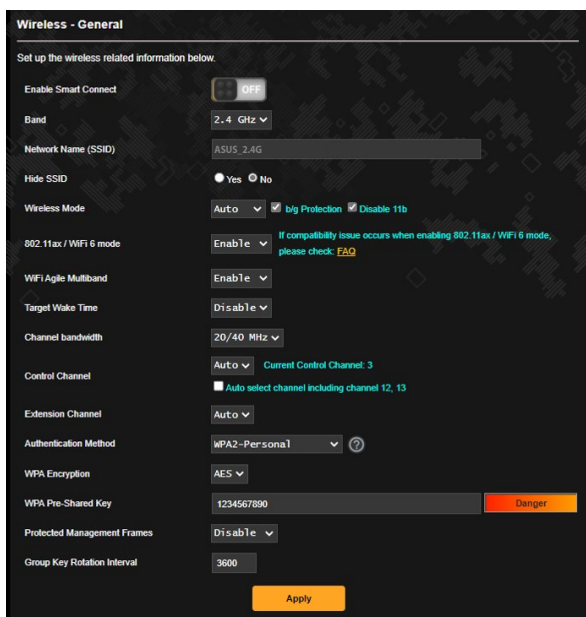 Wireless - General
Set up the wireless related information below.
Enable Smart Connect OFF
Band 2.4 GHz
Network Name (SSID) ASUS_2.4G
Hide SSID Yes No
Wireless Mode Auto b/g Protection Disable 11b
802.11ax / WiFi 6 mode Enable If compatibility issue occurs when enabling 802.11ax / WiFi 6 mode,
please check: FAQ
WiFi Agile Multiband Enable
Target Wake Time Disable
Channel bandwidth 20/40 MHz
Control Channel Auto Current Control Channel: 3
Auto select channel including channel 12, 13
Extension Channel Auto
Authentication Method WPA2-Personal ?
WPA Encryption AES
WPA Pre-Shared Key 1234567890 Danger
Protected Management Frames Disable
Group Key Rotation Interval 3600
Apply